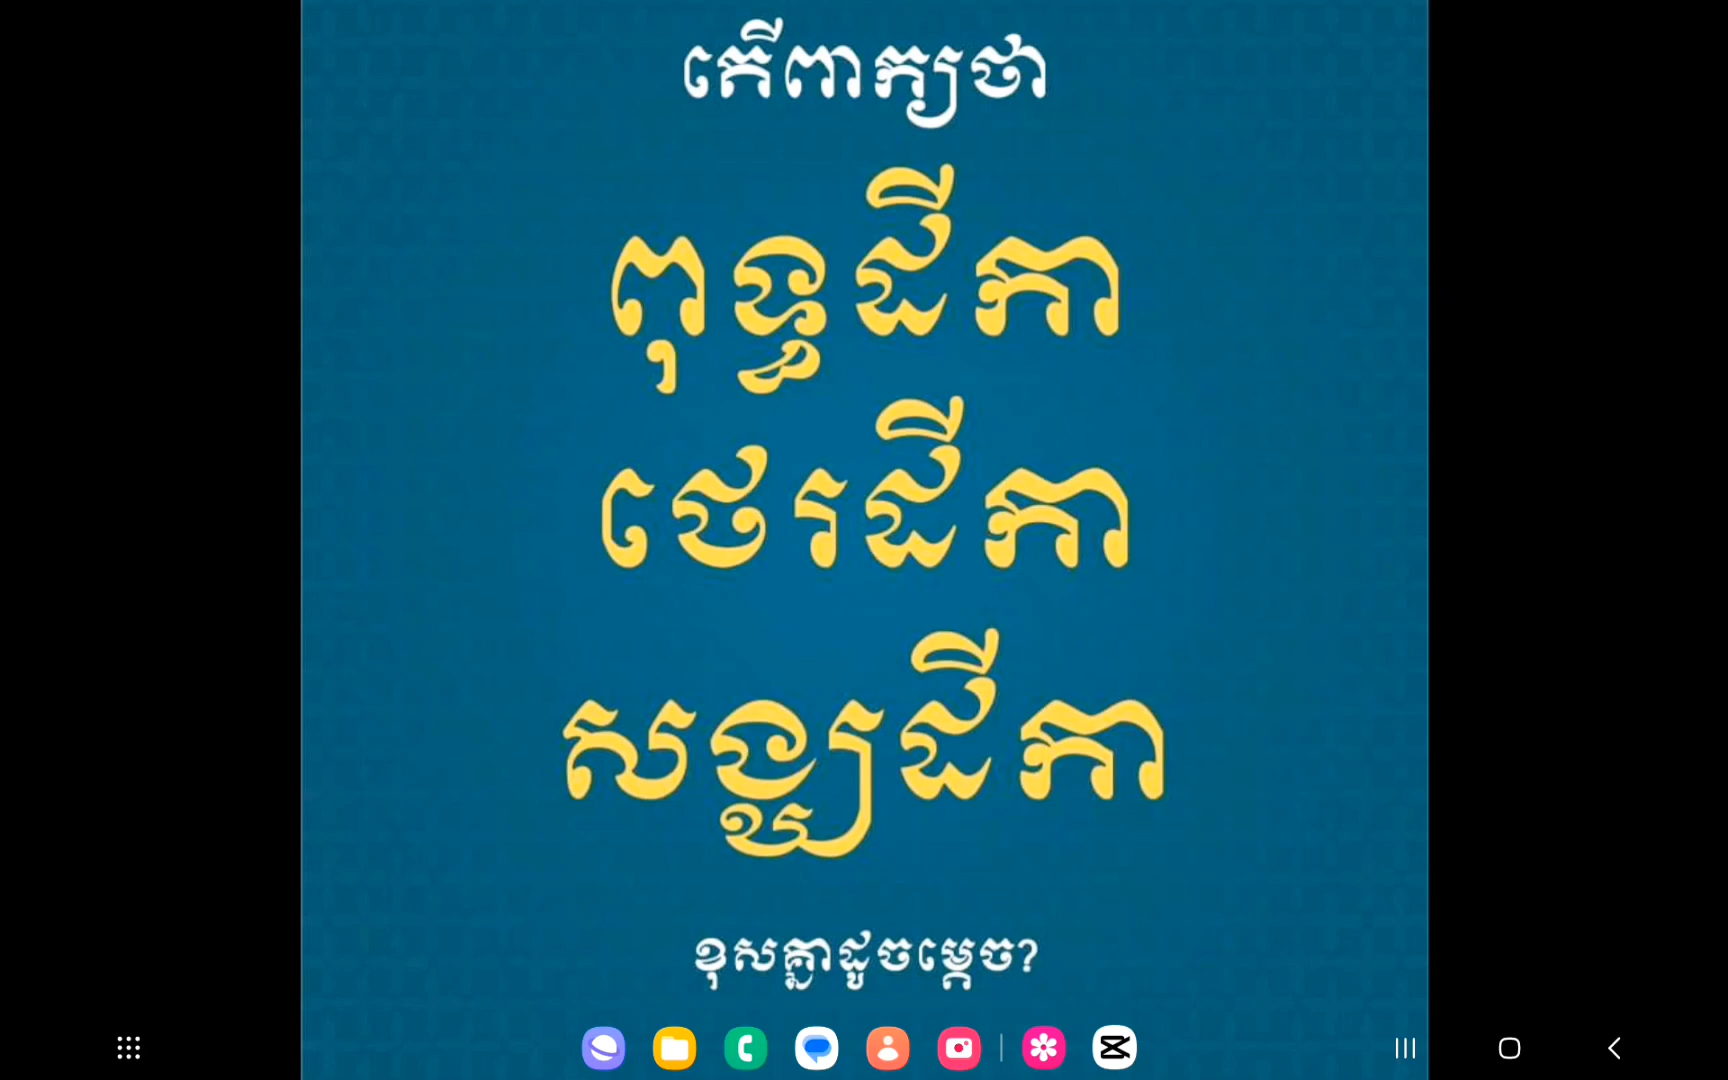 តើពាក្យថា
ពុទ្ធដីកា
ថេរដីកា
សង្ឃដីកា
ខុសគ្នាដូចម្ដេច?